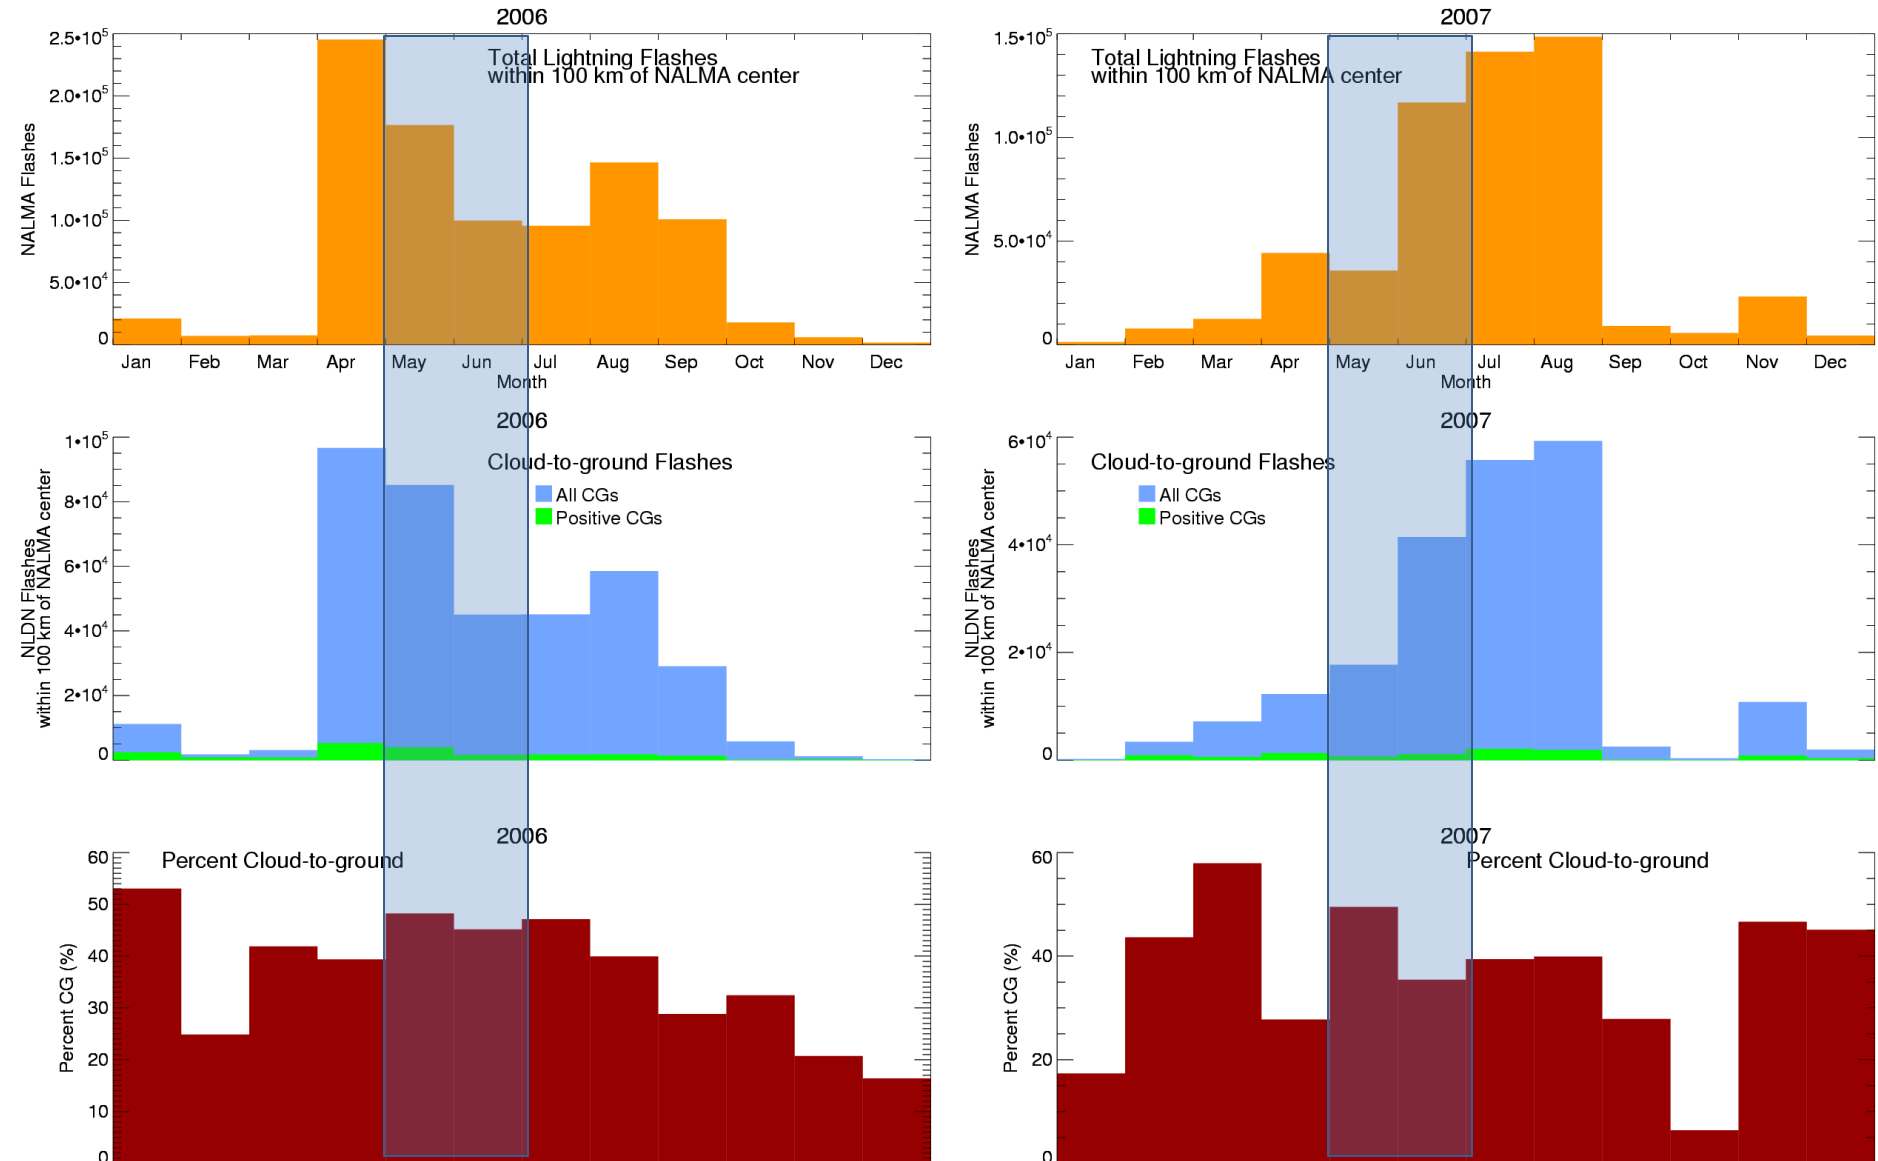 2006
Total Lightning Flashes
within 100 km of NALMA center
NALMA Flashes
2.5•10⁵
2.0•10⁵
1.5•10⁵
1.0•10⁵
5.0•10⁴
0
Jan Feb Mar Apr May Jun Jul Aug Sep Oct Nov Dec
Month
2007
Total Lightning Flashes
within 100 km of NALMA center
NALMA Flashes
1.5•10⁵
1.0•10⁵
5.0•10⁴
0
Jan Feb Mar Apr May Jun Jul Aug Sep Oct Nov Dec
Month
2006
Cloud-to-ground Flashes
All CGs
Positive CGs
NLDN Flashes
within 100 km of NALMA center
1•10⁵
8•10⁴
6•10⁴
4•10⁴
2•10⁴
0
2007
Cloud-to-ground Flashes
All CGs
Positive CGs
NLDN Flashes
within 100 km of NALMA center
6•10⁴
4•10⁴
2•10⁴
0
2006
Percent Cloud-to-ground
Percent CG (%)
60
50
40
30
20
10
0
2007
Percent Cloud-to-ground
Percent CG (%)
60
40
20
0